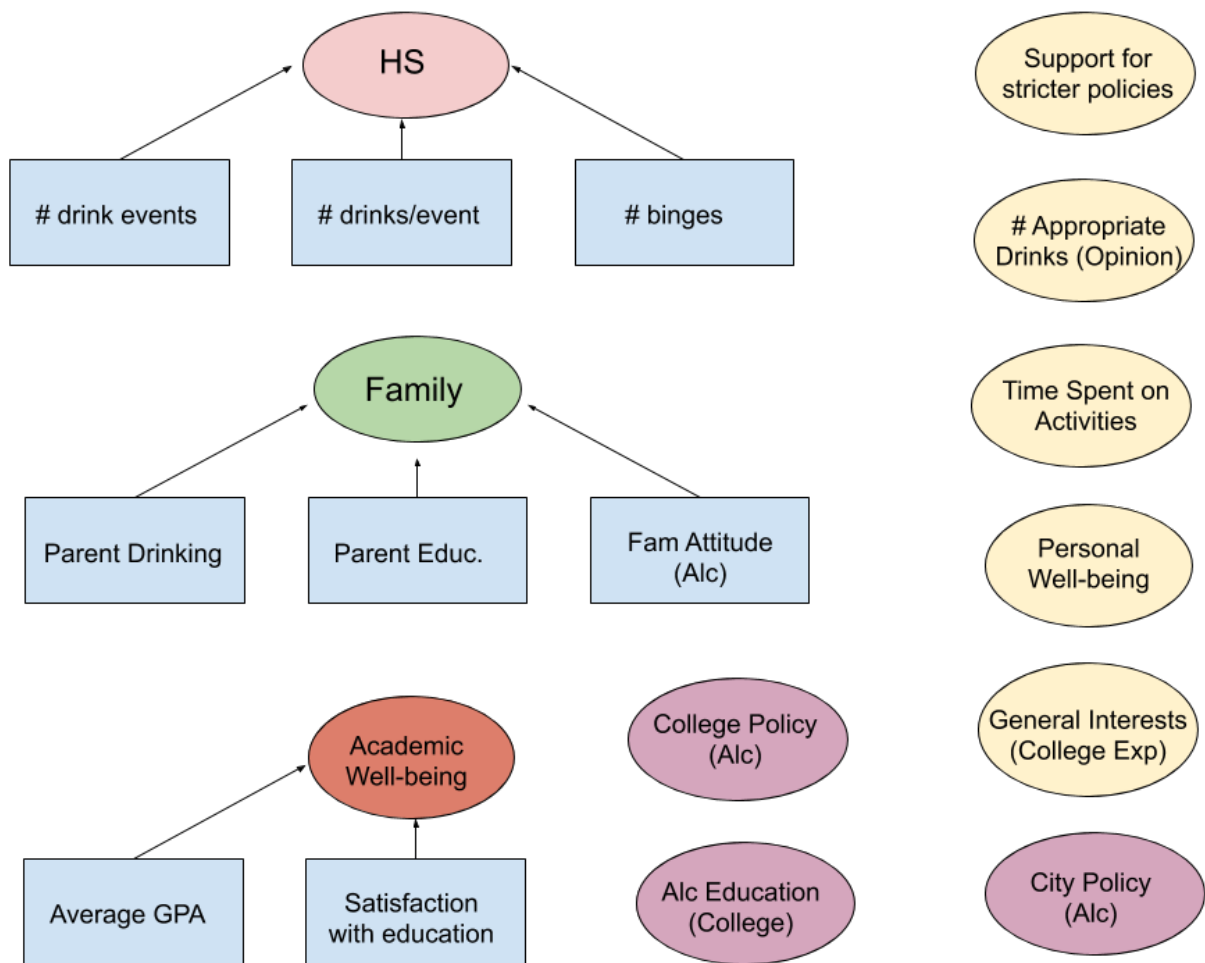 HS
# drink events
# drinks/event
# binges
Family
Parent Drinking
Parent Educ.
Fam Attitude
(Alc)
Academic
Well-being
Average GPA
Satisfaction
with education
College Policy
(Alc)
Alc Education
(College)
Support for
stricter policies
# Appropriate
Drinks (Opinion)
Time Spent on
Activities
Personal
Well-being
General Interests
(College Exp)
City Policy
(Alc)